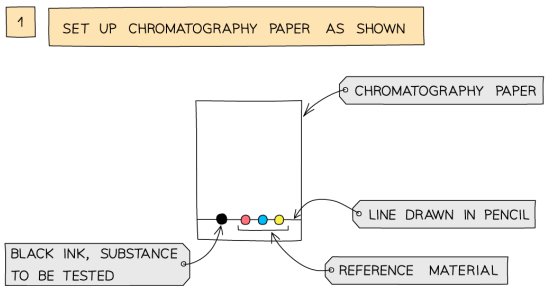 1
SET UP CHROMATOGRAPHY PAPER AS SHOWN
CHROMATOGRAPHY PAPER
LINE DRAWN IN PENCIL
BLACK INK, SUBSTANCE
TO BE TESTED
REFERENCE MATERIAL